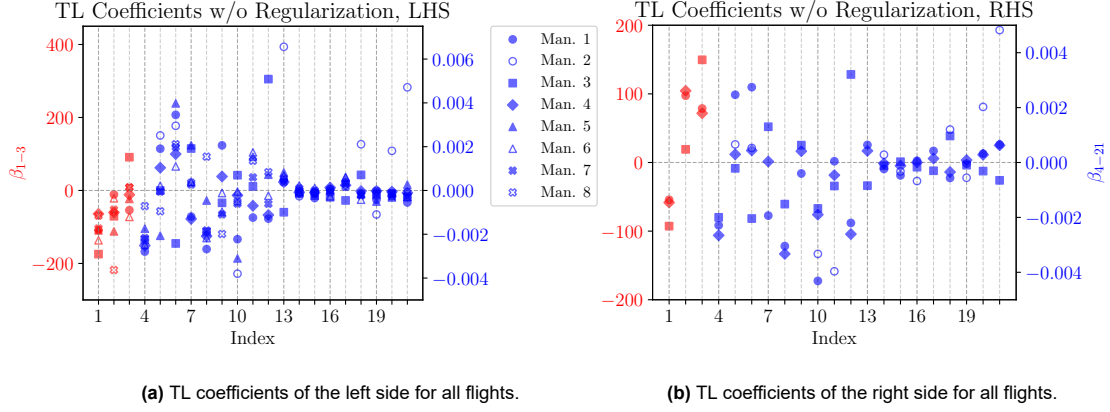 TL Coefficients w/o Regularization, LHS
400
200
0
−200
β1−3
0.006
0.004
0.002
0.000
−0.002
−0.004
1
4
7
10
13
16
19
Index
Man. 1
Man. 2
Man. 3
Man. 4
Man. 5
Man. 6
Man. 7
Man. 8
TL Coefficients w/o Regularization, RHS
200
100
0
−100
−200
0.004
0.002
0.000
−0.002
−0.004
β4−21
1
4
7
10
13
16
19
Index
(a) TL coefficients of the left side for all flights.
(b) TL coefficients of the right side for all flights.